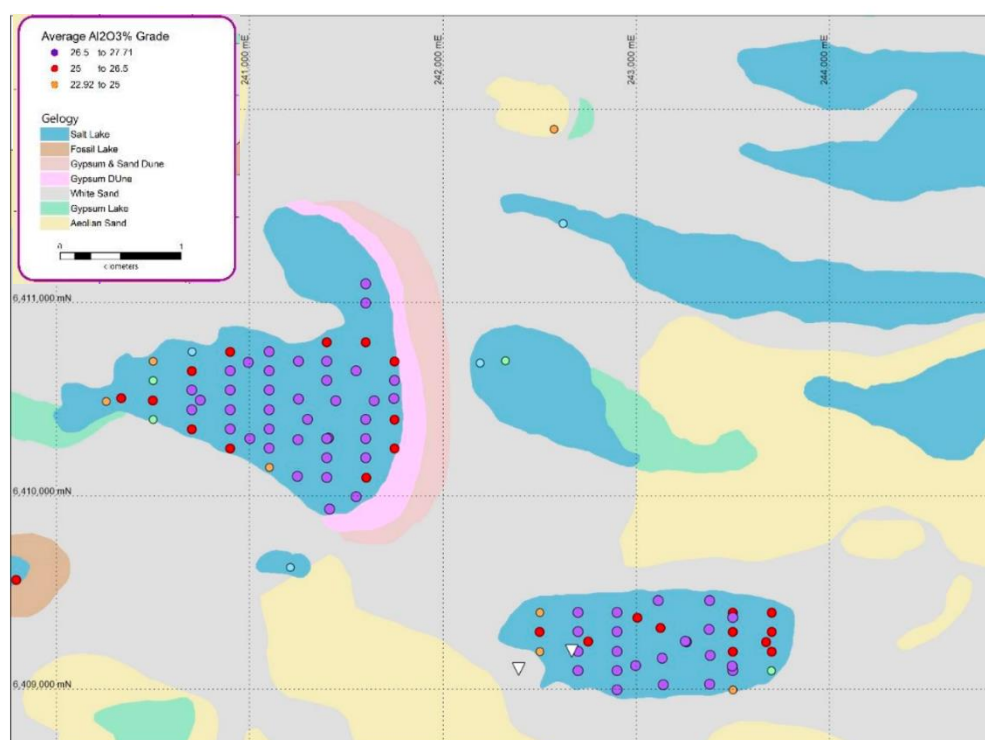 Average Al2O3% Grade
26.5 to 27.71
25 to 26.5
22.92 to 25
Gelogy
Salt Lake
Fossil Lake
Gypsum & Sand Dune
Gypsum DUne
White Sand
Gypsum Lake
Aeolian Sand
0 1
kilometers
241,000 mE
242,000 mE
243,000 mE
244,000 mE
6,411,000 mN
6,410,000 mN
6,409,000 mN